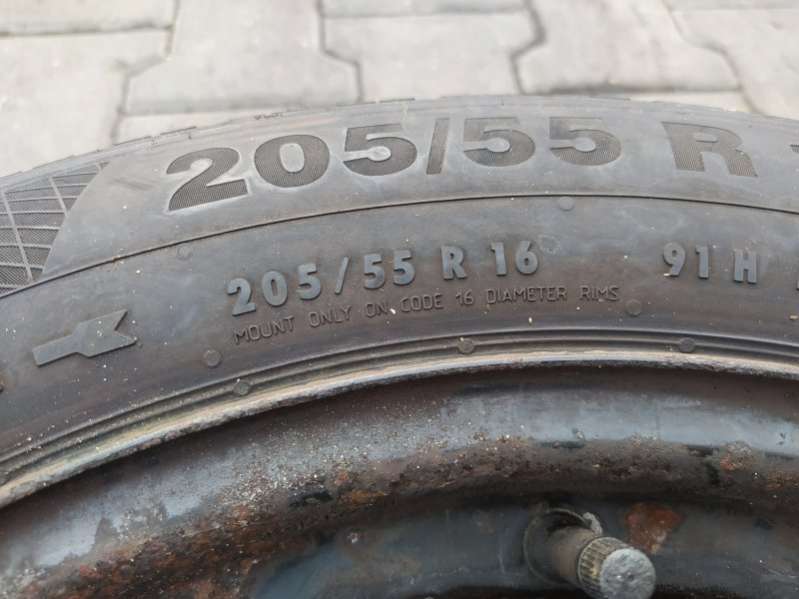 205/55 R
205/55 R 16 91 H
MOUNT ONLY ON CODE 16 DIAMETER RIMS